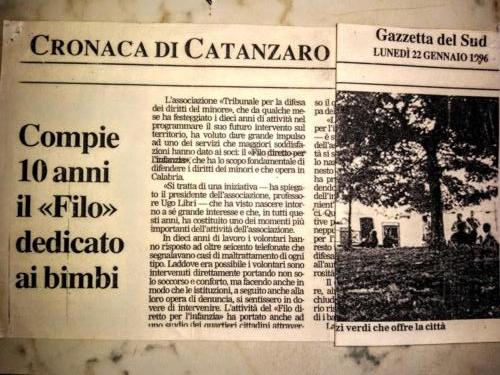 CRONACA DI CATANZARO
Gazzetta del Sud
LUNEDÌ 22 GENNAIO 1996
Compie
10 anni
il «Filo»
dedicato
ai bimbi
L'associazione «Tribunale per la difesa
dei diritti del minore», che da qualche me-
se ha festeggiato i dieci anni di attività nel
programmare il suo futuro intervento sul
territorio, ha voluto dare grande impulso
ad uno dei servizi che maggiori soddisfa-
zioni hanno dato ai soci: il «Filo diretto per
l'infanzia», che ha lo scopo fondamentale di
difendere i diritti dei minori e che opera in
Calabria.
«Si tratta di una iniziativa — ha spiega-
to il presidente dell'associazione, professo-
re Ugo Libri — che ha visto nascere intor-
no a sé grande interesse e che, in tutte que-
sti anni, ha costituito uno dei momenti più
importanti dell'attività dell'associazione.
In dieci anni di lavoro i volontari han-
no risposto ad oltre seicento telefonate che
segnalavano casi di maltrattamento di ogni
tipo. Laddove era possibile i volontari sono
intervenuti direttamente portando non so-
lo soccorso e conforto, ma facendo anche in
modo che le istituzioni, a seguito anche alla
loro opera di denuncia, si sentissero in do-
vere di intervenire. L'attività del «Filo di-
retto per l'infanzia» ha portato anche ad
uno studio dei quartieri cittadini attraver-
zi verdi che offre la città